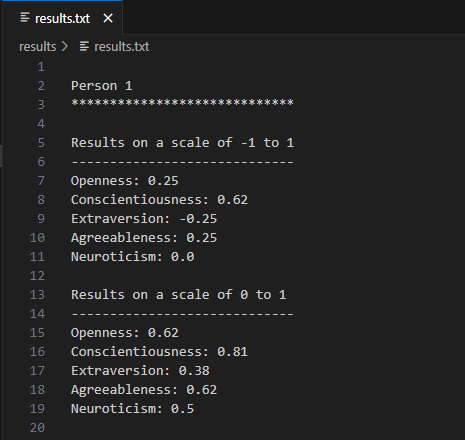 results.txt
results > results.txt
1
2 Person 1
3 *****************************
4
5 Results on a scale of -1 to 1
6 -----------------------------
7 Openness: 0.25
8 Conscientiousness: 0.62
9 Extraversion: -0.25
10 Agreeableness: 0.25
11 Neuroticism: 0.0
12
13 Results on a scale of 0 to 1
14 -----------------------------
15 Openness: 0.62
16 Conscientiousness: 0.81
17 Extraversion: 0.38
18 Agreeableness: 0.62
19 Neuroticism: 0.5
20